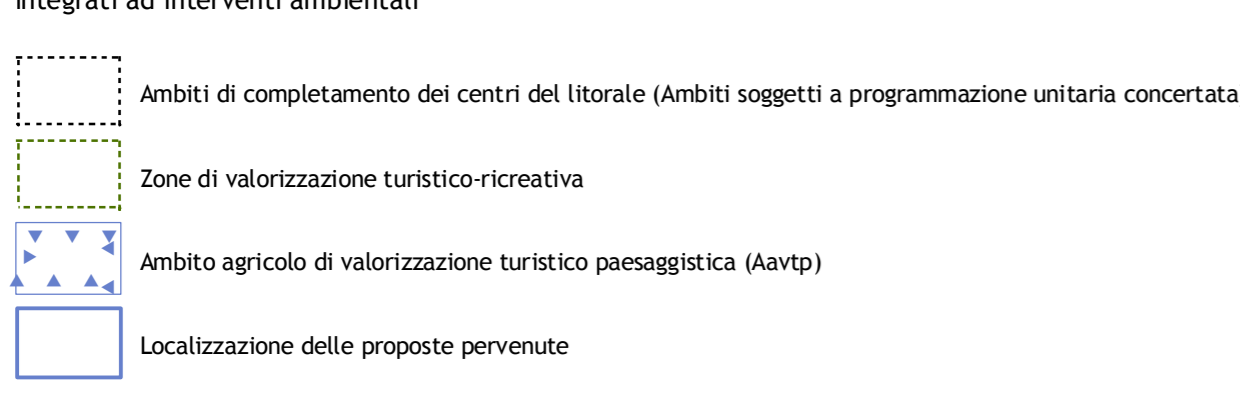 integrati ad interventi ambientali
Ambiti di completamento dei centri del litorale (Ambiti soggetti a programmazione unitaria concertata
Zone di valorizzazione turistico-ricreativa
Ambito agricolo di valorizzazione turistico paesaggistica (Aavtp)
Localizzazione delle proposte pervenute